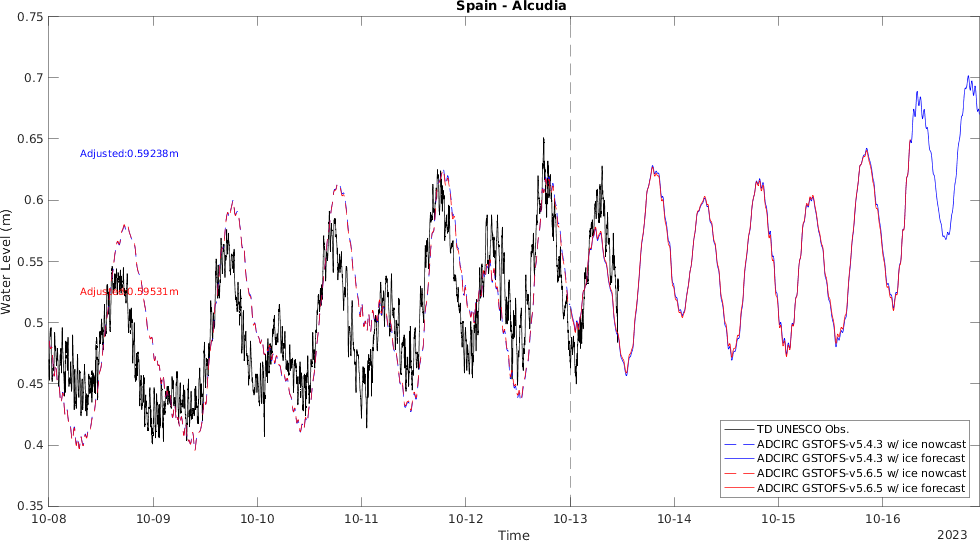 Spain - Alcudia
0.75
0.7
0.65
0.6
0.55
0.5
0.45
0.4
0.35
Water Level (m)
Adjusted:0.59238m
Adjusted:0.59531m
TD UNESCO Obs.
ADCIRC GSTOFS-v5.4.3 w/ ice nowcast
ADCIRC GSTOFS-v5.4.3 w/ ice forecast
ADCIRC GSTOFS-v5.6.5 w/ ice nowcast
ADCIRC GSTOFS-v5.6.5 w/ ice forecast
10-08 10-09 10-10 10-11 10-12 10-13 10-14 10-15 10-16
Time
2023